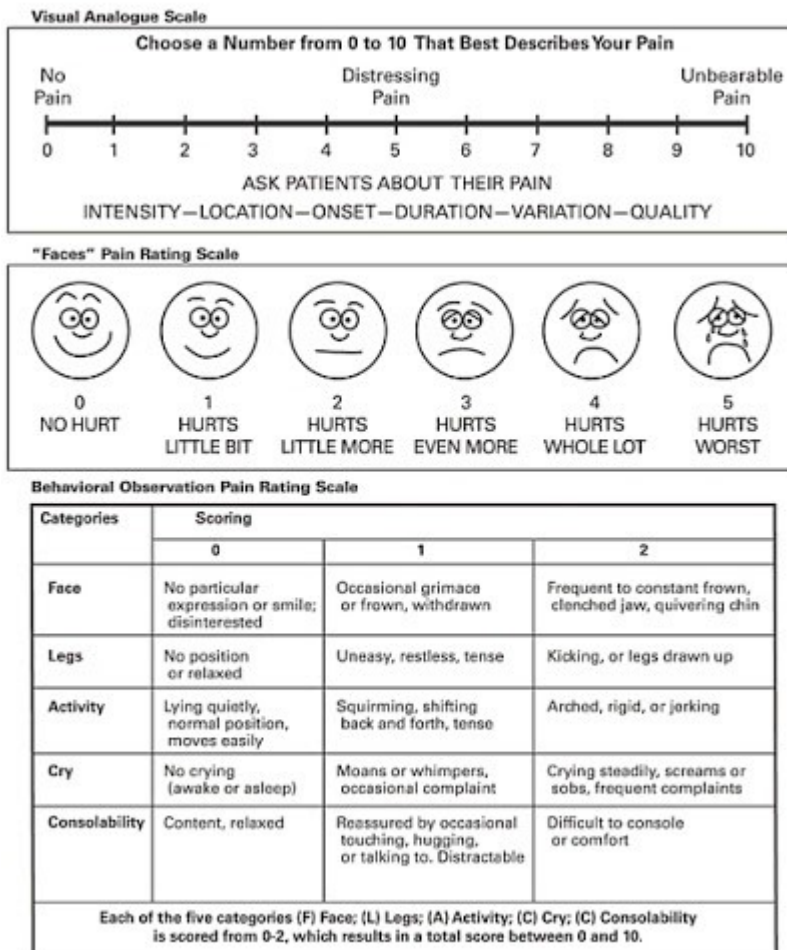 Visual Analogue Scale
Choose a Number from 0 to 10 That Best Describes Your Pain
No Distressing Unbearable
Pain Pain Pain
0 1 2 3 4 5 6 7 8 9 10
ASK PATIENTS ABOUT THEIR PAIN
INTENSITY—LOCATION—ONSET—DURATION—VARIATION—QUALITY
"Faces" Pain Rating Scale
0 1 2 3 4 5
NO HURT HURTS HURTS HURTS HURTS HURTS
LITTLE BIT LITTLE MORE EVEN MORE WHOLE LOT WORST
Behavioral Observation Pain Rating Scale
Categories Scoring
0 1 2
Face No particular Occasional grimace Frequent to constant frown,
expression or smile; or frown, withdrawn clenched jaw, quivering chin
disinterested
Legs No position Uneasy, restless, tense Kicking, or legs drawn up
or relaxed
Activity Lying quietly, Squirming, shifting Arched, rigid, or jerking
normal position, back and forth, tense
moves easily
Cry No crying Moans or whimpers, Crying steadily, screams or
(awake or asleep) occasional complaint sobs, frequent complaints
Consolability Content, relaxed Reassured by occasional Difficult to console
touching, hugging, or comfort
or talking to. Distractable
Each of the five categories (F) Face; (L) Legs; (A) Activity; (C) Cry; (C) Consolability
is scored from 0-2, which results in a total score between 0 and 10.